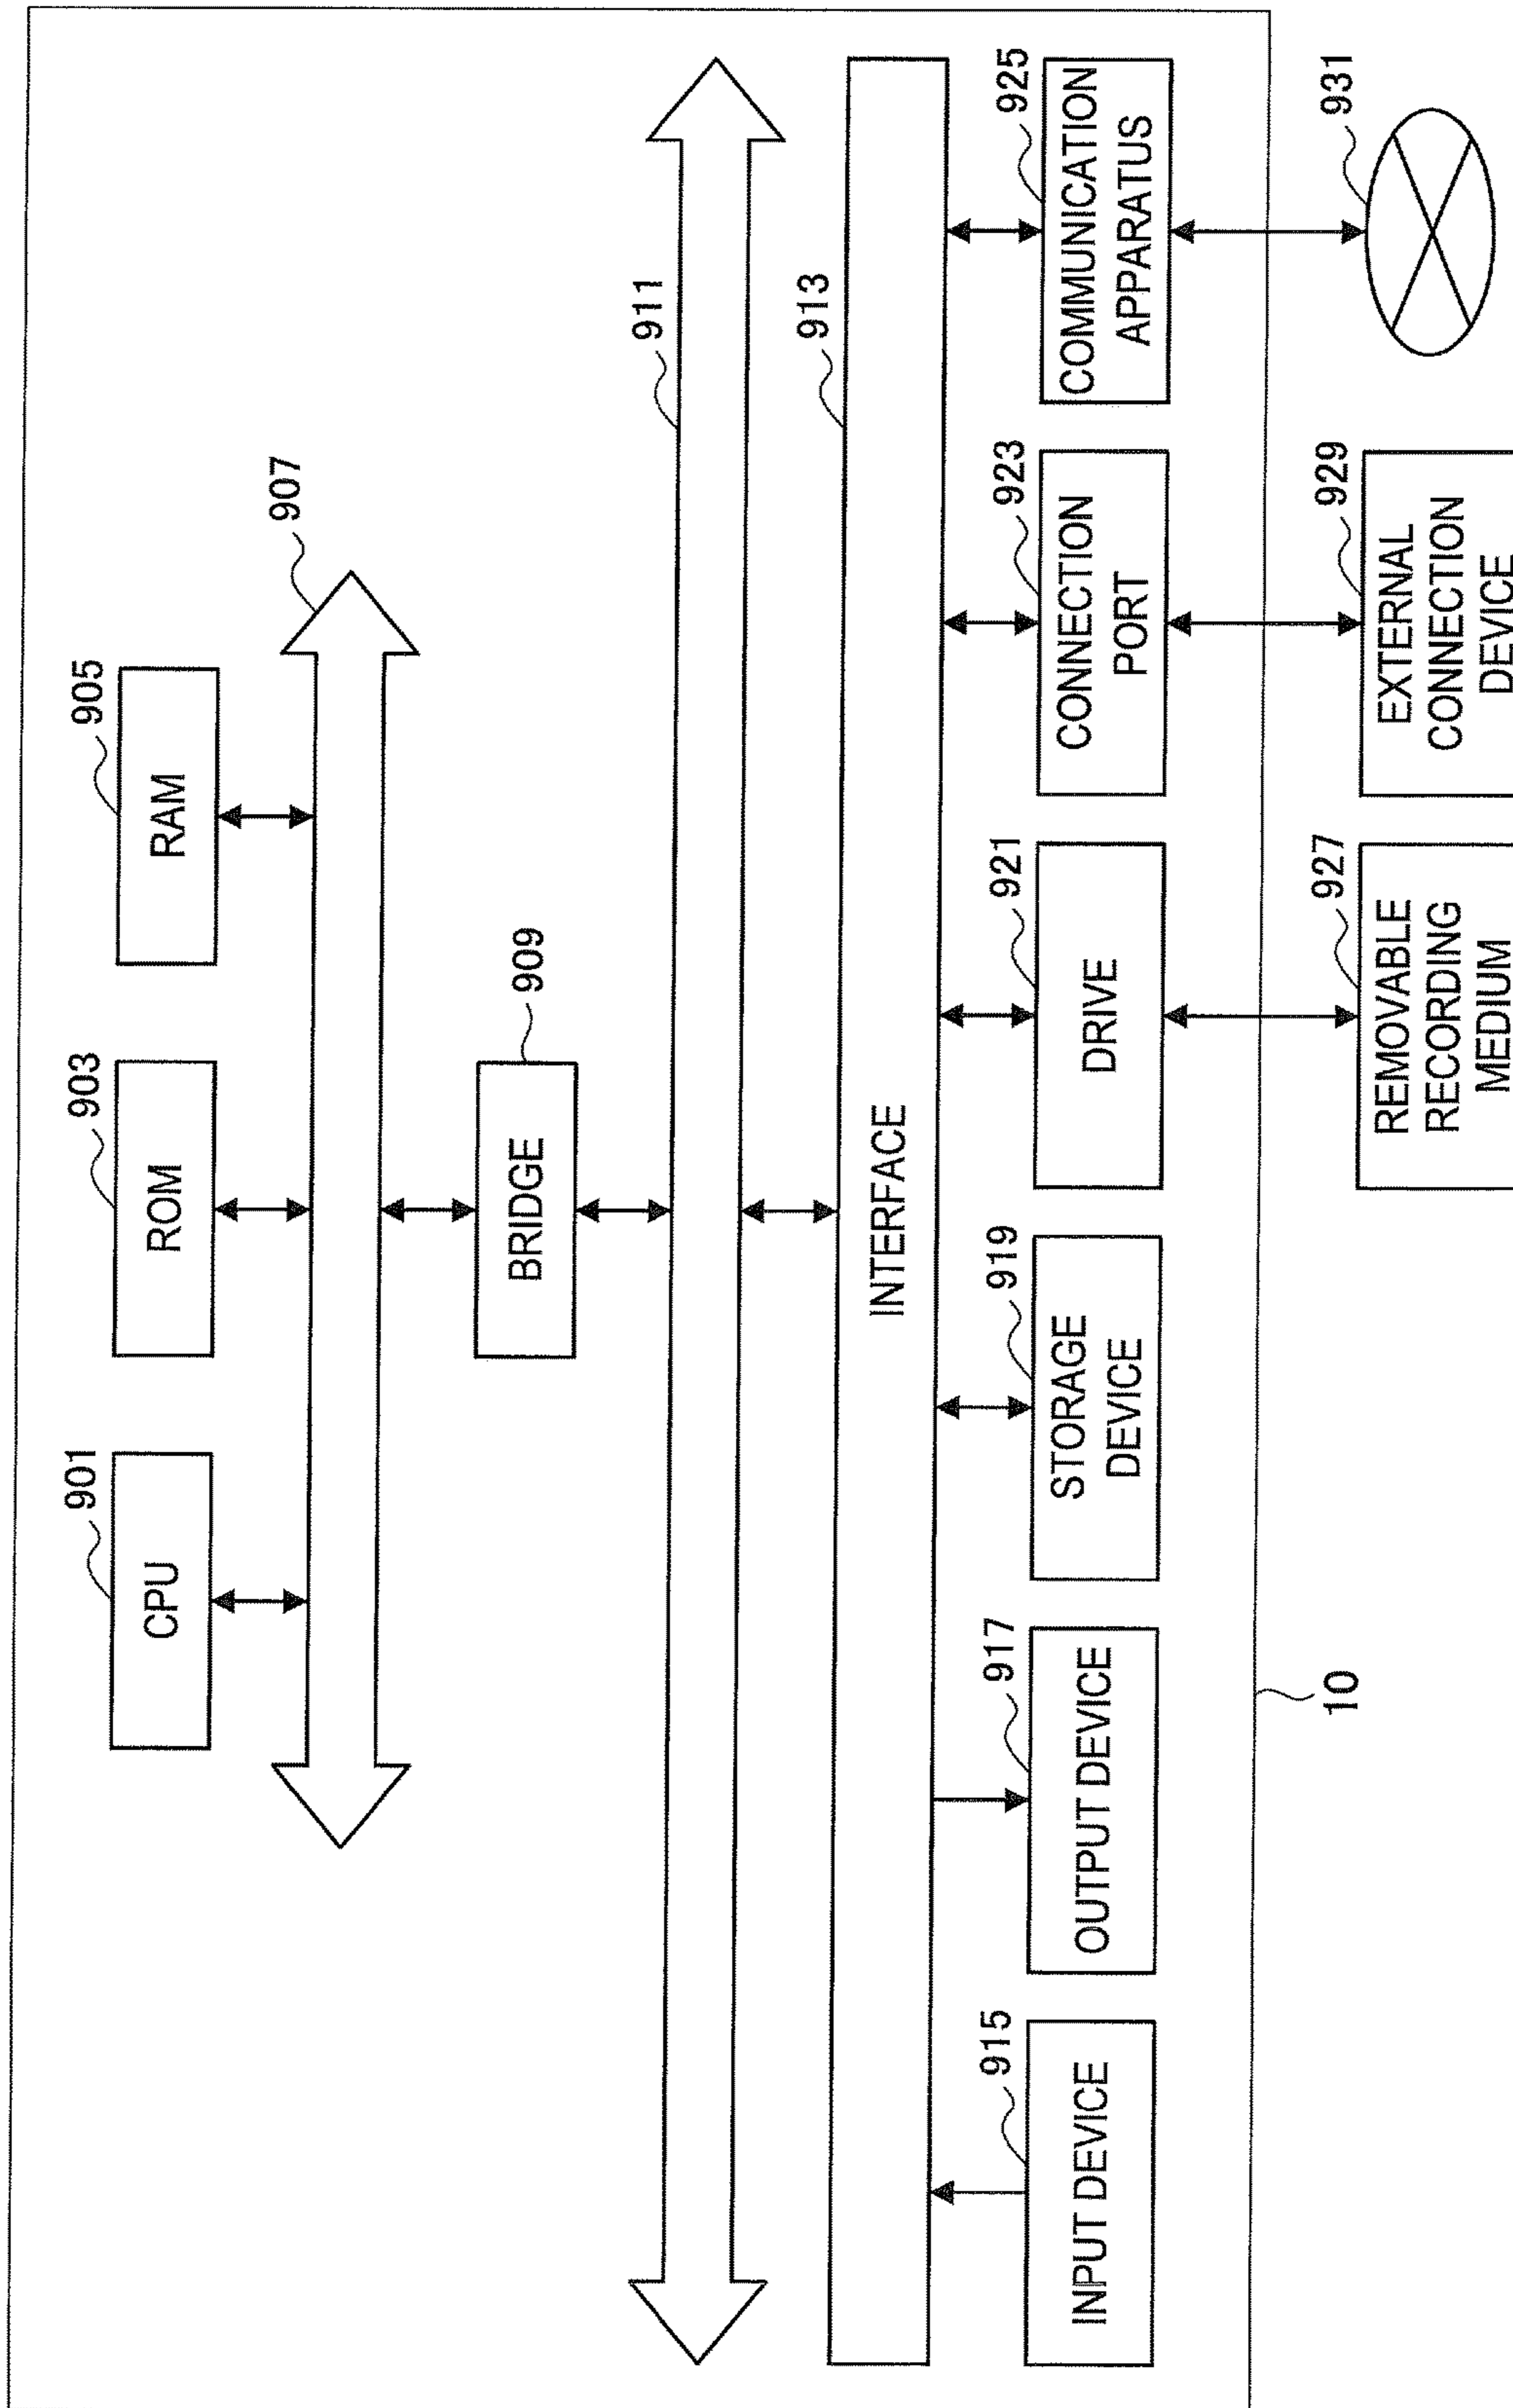 901
CPU
903
ROM
905
RAM
907
909
BRIDGE
911
913
INTERFACE
915
INPUT DEVICE
917
OUTPUT DEVICE
919
STORAGE
DEVICE
921
DRIVE
923
CONNECTION
PORT
925
COMMUNICATION
APPARATUS
10
927
REMOVABLE
RECORDING
MEDIUM
929
EXTERNAL
CONNECTION
DEVICE
931